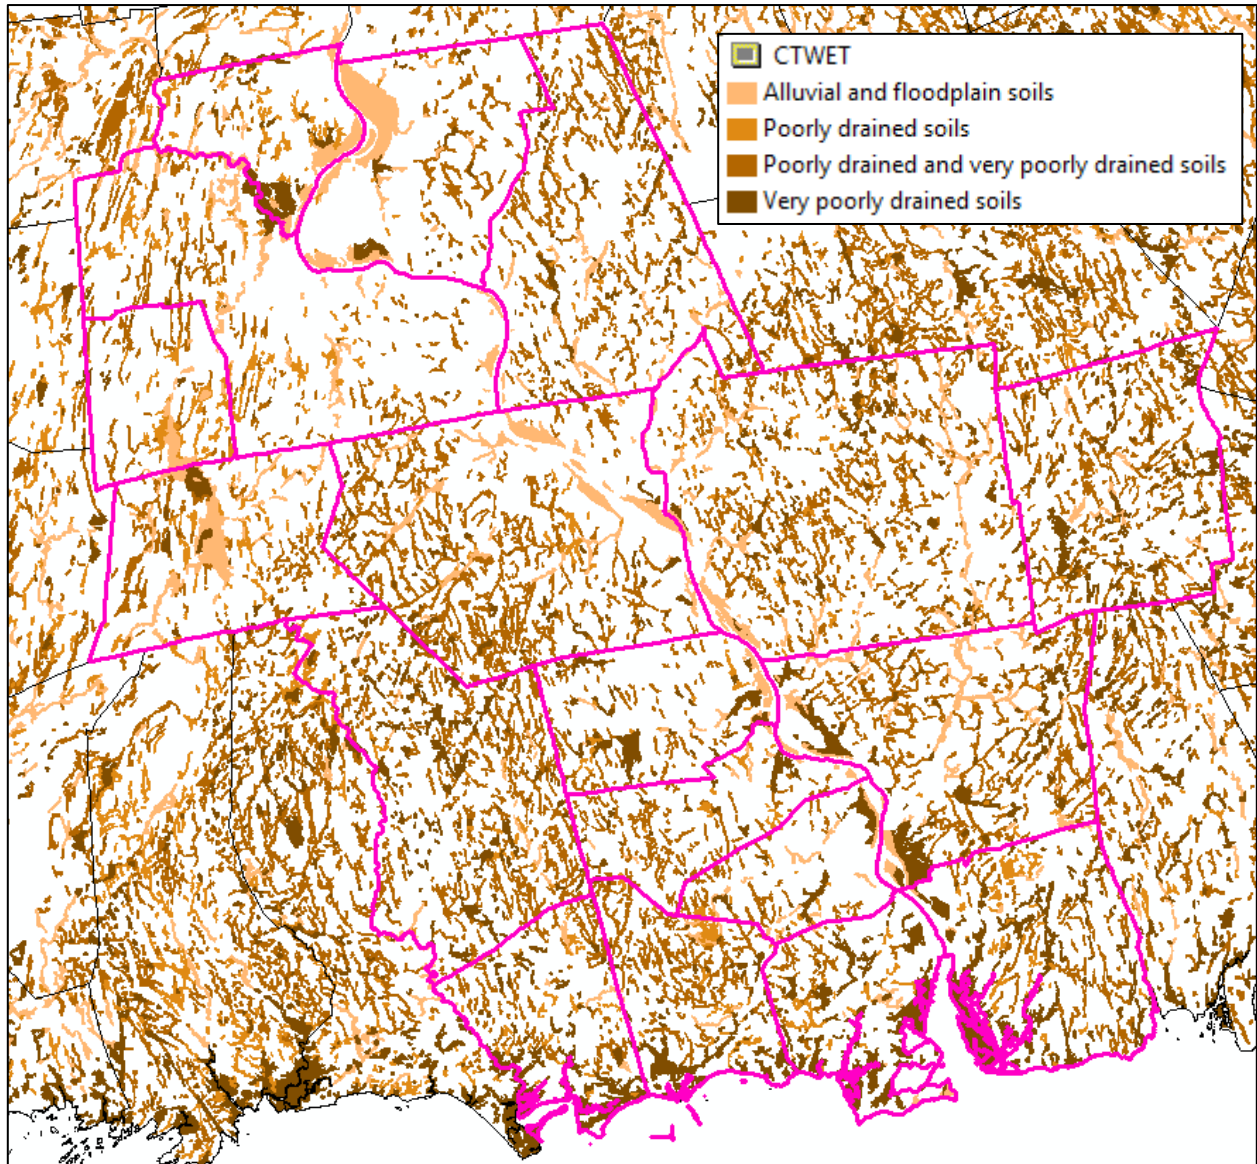 CTWET
Alluvial and floodplain soils
Poorly drained soils
Poorly drained and very poorly drained soils
Very poorly drained soils